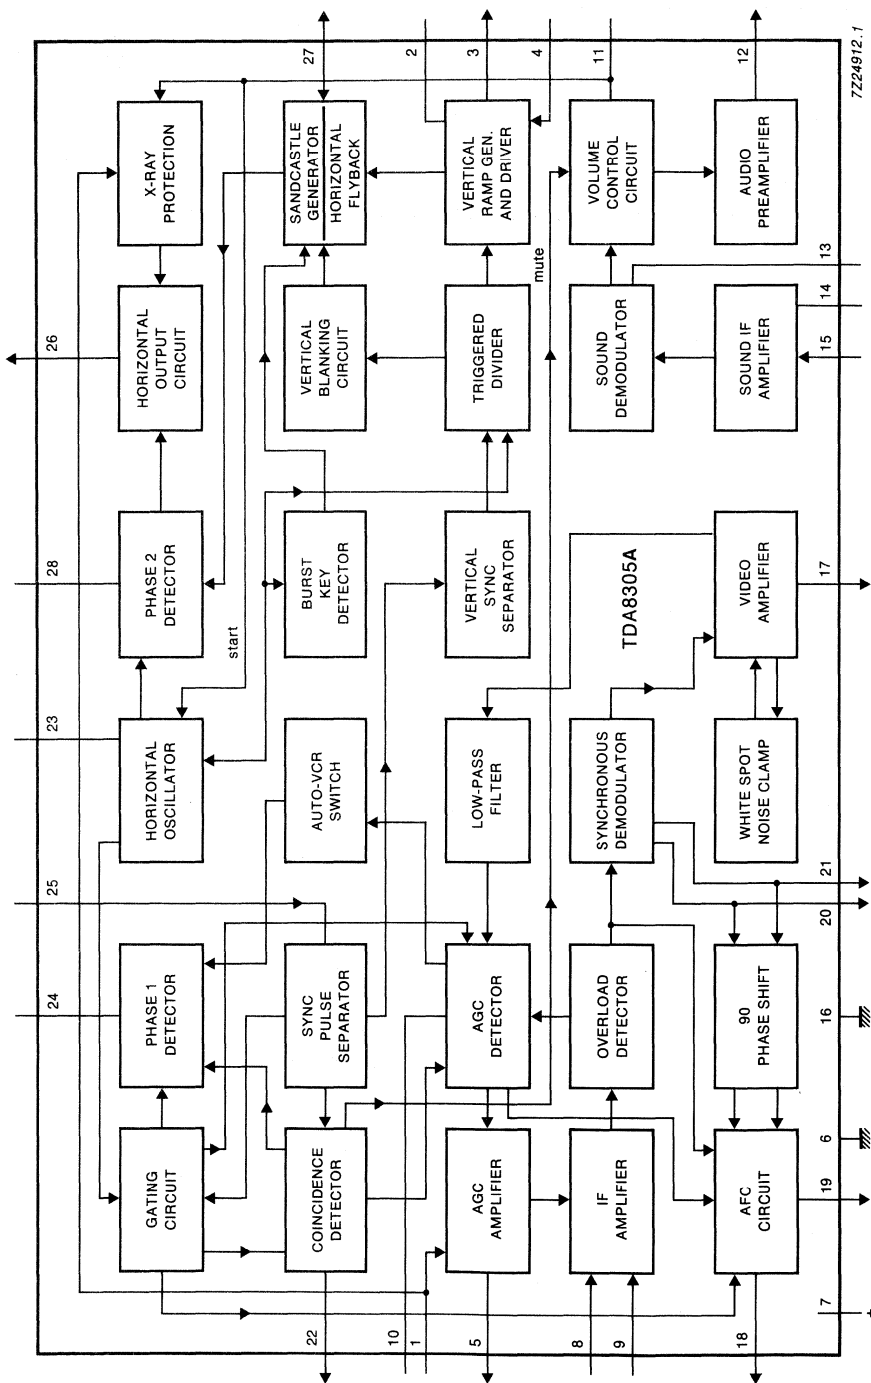 24
25
23
28
26
GATING
CIRCUIT
PHASE 1
DETECTOR
HORIZONTAL
OSCILLATOR
PHASE 2
DETECTOR
HORIZONTAL
OUTPUT
CIRCUIT
X-RAY
PROTECTION
start
22
COINCIDENCE
DETECTOR
SYNC
PULSE
SEPARATOR
AUTO-VCR
SWITCH
BURST
KEY
DETECTOR
VERTICAL
BLANKING
CIRCUIT
SANDCASTLE
GENERATOR
HORIZONTAL
FLYBACK
27
10
1
2
5
AGC
AMPLIFIER
AGC
DETECTOR
LOW-PASS
FILTER
VERTICAL
SYNC
SEPARATOR
TRIGGERED
DIVIDER
VERTICAL
RAMP GEN.
AND DRIVER
3
mute
4
8
9
IF
AMPLIFIER
OVERLOAD
DETECTOR
SYNCHRONOUS
DEMODULATOR
TDA8305A
SOUND
DEMODULATOR
VOLUME
CONTROL
CIRCUIT
11
18
AFC
CIRCUIT
90
PHASE SHIFT
WHITE SPOT
NOISE CLAMP
VIDEO
AMPLIFIER
SOUND IF
AMPLIFIER
AUDIO
PREAMPLIFIER
12
7
19
6
16
20
21
17
15
14
13
+
7Z24912.1